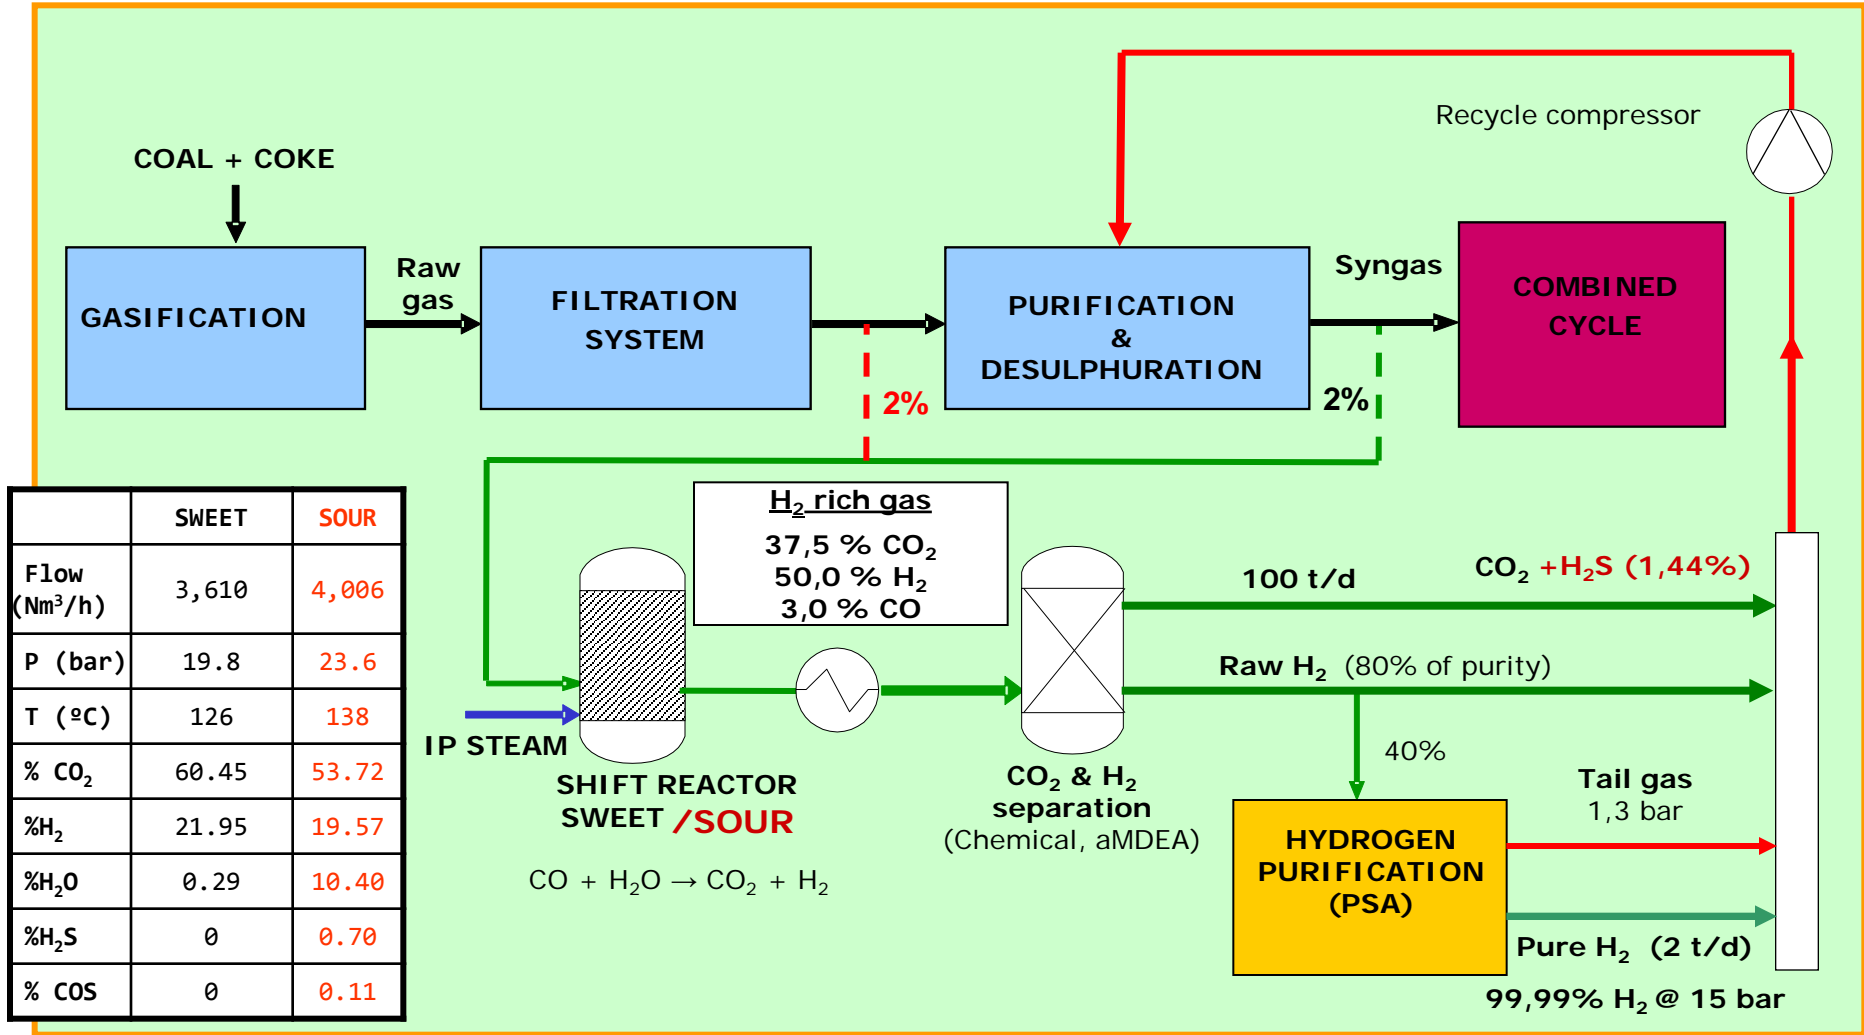 Recycle compressor
COAL + COKE
GASIFICATION
Raw
gas
FILTRATION
SYSTEM
PURIFICATION
&
DESULPHURATION
Syngas
COMBINED
CYCLE
2%
2%
SWEET SOUR
Flow
(Nm³/h) 3,610 4,006
P (bar) 19.8 23.6
T (ºC) 126 138
% CO₂ 60.45 53.72
%H₂ 21.95 19.57
%H₂O 0.29 10.40
%H₂S 0 0.70
% COS 0 0.11
H₂ rich gas
37,5 % CO₂
50,0 % H₂
3,0 % CO
IP STEAM
SHIFT REACTOR
SWEET /SOUR
CO + H₂O → CO₂ + H₂
CO₂ & H₂
separation
(Chemical, aMDEA)
100 t/d
CO₂ +H₂S (1,44%)
Raw H₂ (80% of purity)
40%
HYDROGEN
PURIFICATION
(PSA)
Tail gas
1,3 bar
Pure H₂ (2 t/d)
99,99% H₂ @ 15 bar